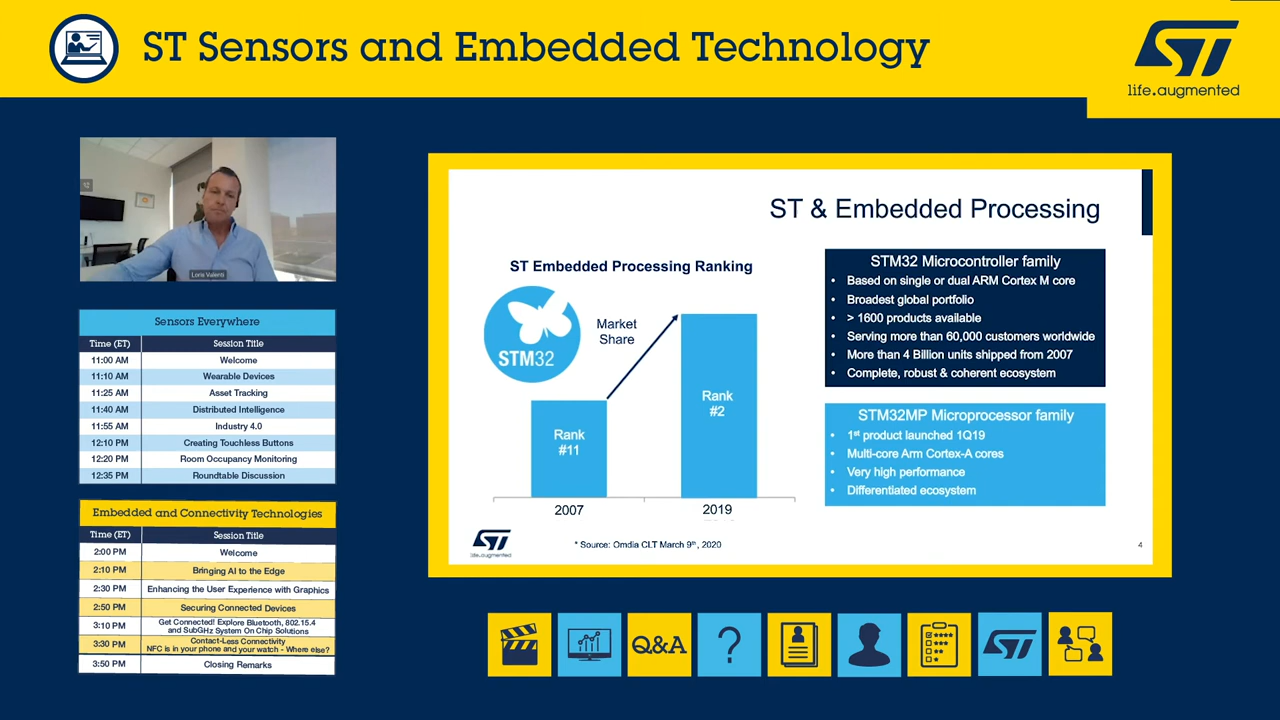 ST Sensors and Embedded Technology
ST
life.augmented
12
Loris Valenti
Sensors Everywhere
Time (ET) Session Title
11:00 AM Welcome
11:10 AM Wearable Devices
11:25 AM Asset Tracking
11:40 AM Distributed Intelligence
11:55 AM Industry 4.0
12:10 PM Creating Touchless Buttons
12:20 PM Room Occupancy Monitoring
12:35 PM Roundtable Discussion
Embedded and Connectivity Technologies
Time (ET) Session Title
2:00 PM Welcome
2:10 PM Bringing AI to the Edge
2:30 PM Enhancing the User Experience with Graphics
2:50 PM Securing Connected Devices
3:10 PM Get Connected! Explore Bluetooth, 802.15.4
and SubGHz System On Chip Solutions
3:30 PM Contact-Less Connectivity
NFC is in your phone and your watch - Where else?
3:50 PM Closing Remarks
ST & Embedded Processing
ST Embedded Processing Ranking
STM32
Market
Share
Rank
#11
Rank
#2
2007
2019
STM32 Microcontroller family
• Based on single or dual ARM Cortex M core
• Broadest global portfolio
• > 1600 products available
• Serving more than 60,000 customers worldwide
• More than 4 Billion units shipped from 2007
• Complete, robust & coherent ecosystem
STM32MP Microprocessor family
• 1st product launched 1Q19
• Multi-core Arm Cortex-A cores
• Very high performance
• Differentiated ecosystem
ST
life.augmented
* Source: Omdia CLT March 9th, 2020
4
Q&A
?
ST